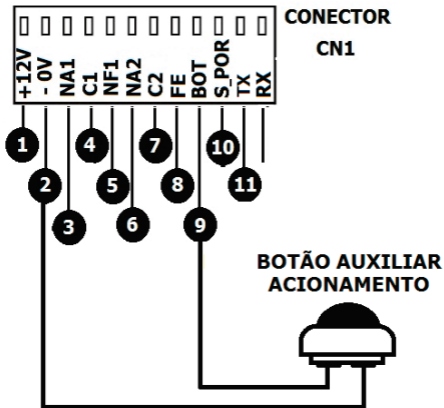 CONECTOR
CN1
+12V
- 0V
NA1
C1
NF1
NA2
C2
FE
BOT
S_POR
TX
RX
1
2
3
4
5
6
7
8
9
10
11
BOTÃO AUXILIAR
ACIONAMENTO